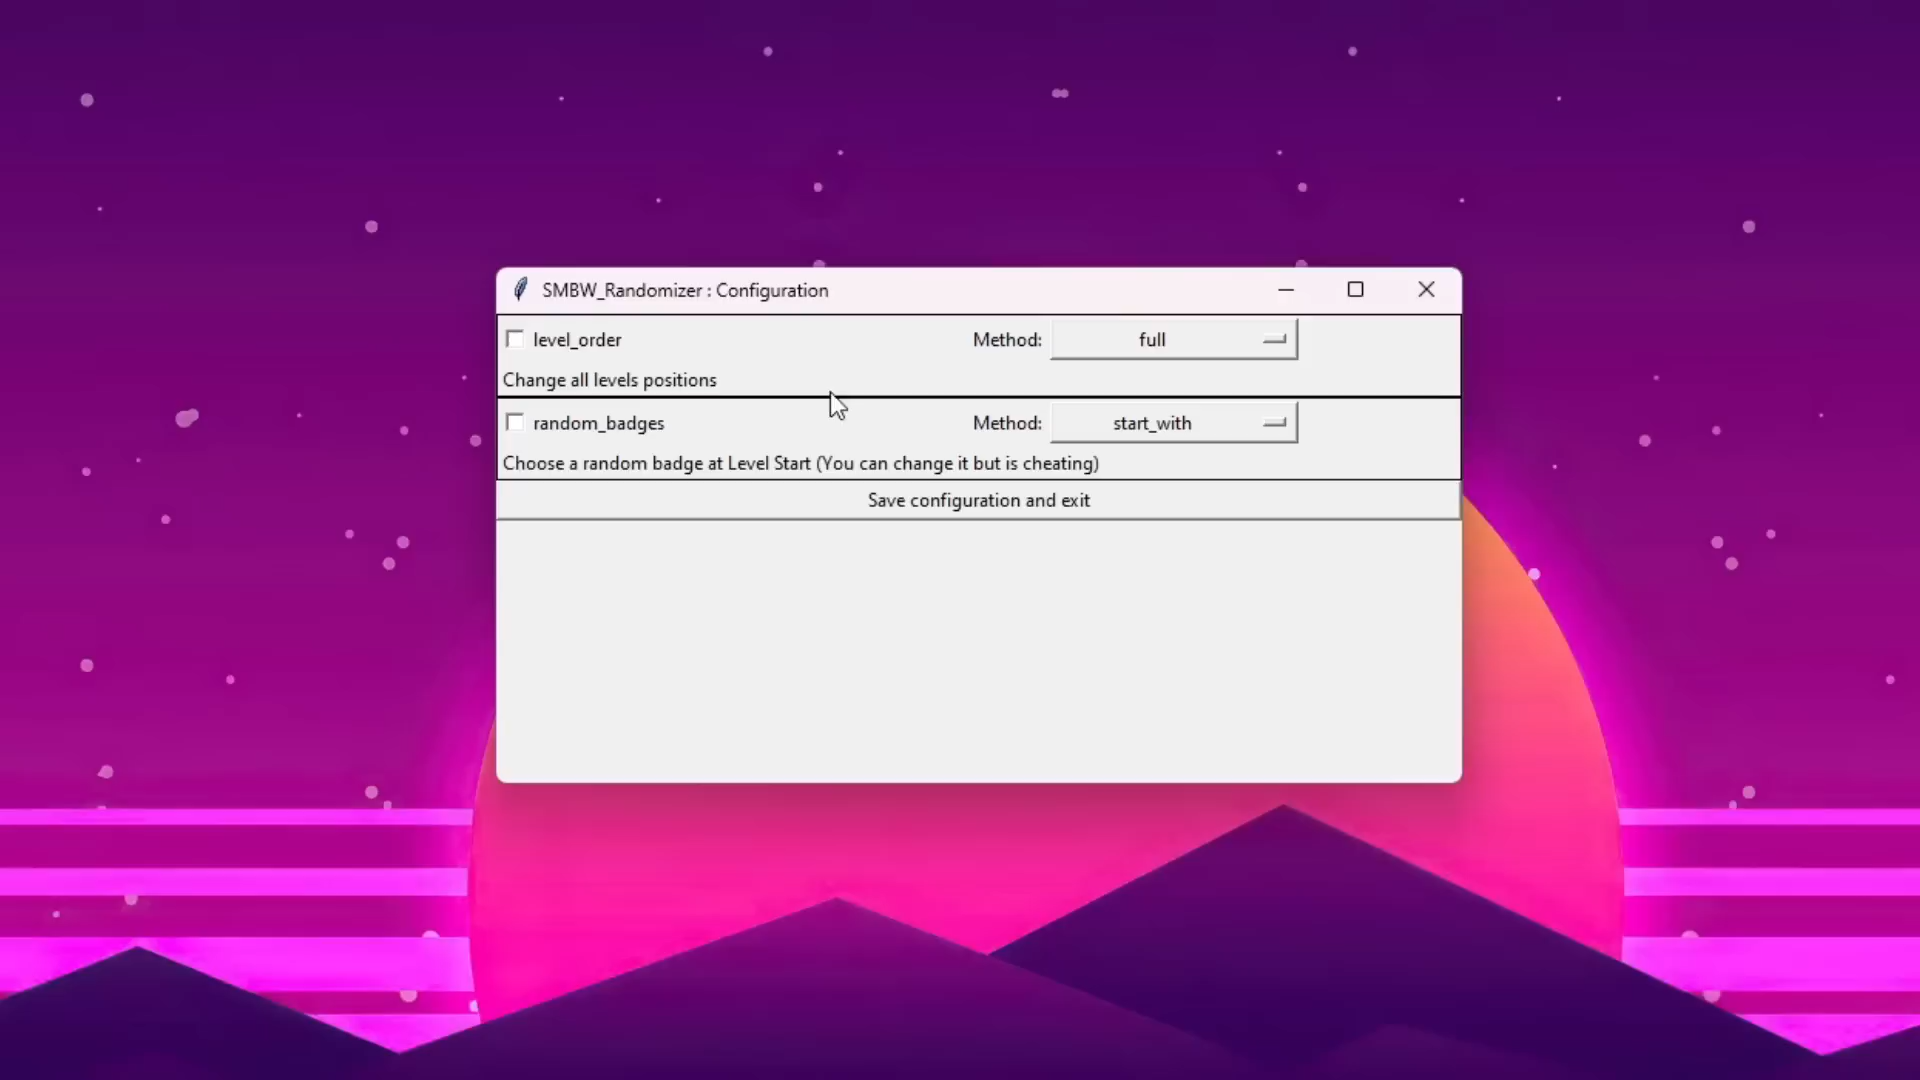 SMBW_Randomizer : Configuration
level_order Method: full
Change all levels positions
random_badges Method: start_with
Choose a random badge at Level Start (You can change it but is cheating)
Save configuration and exit